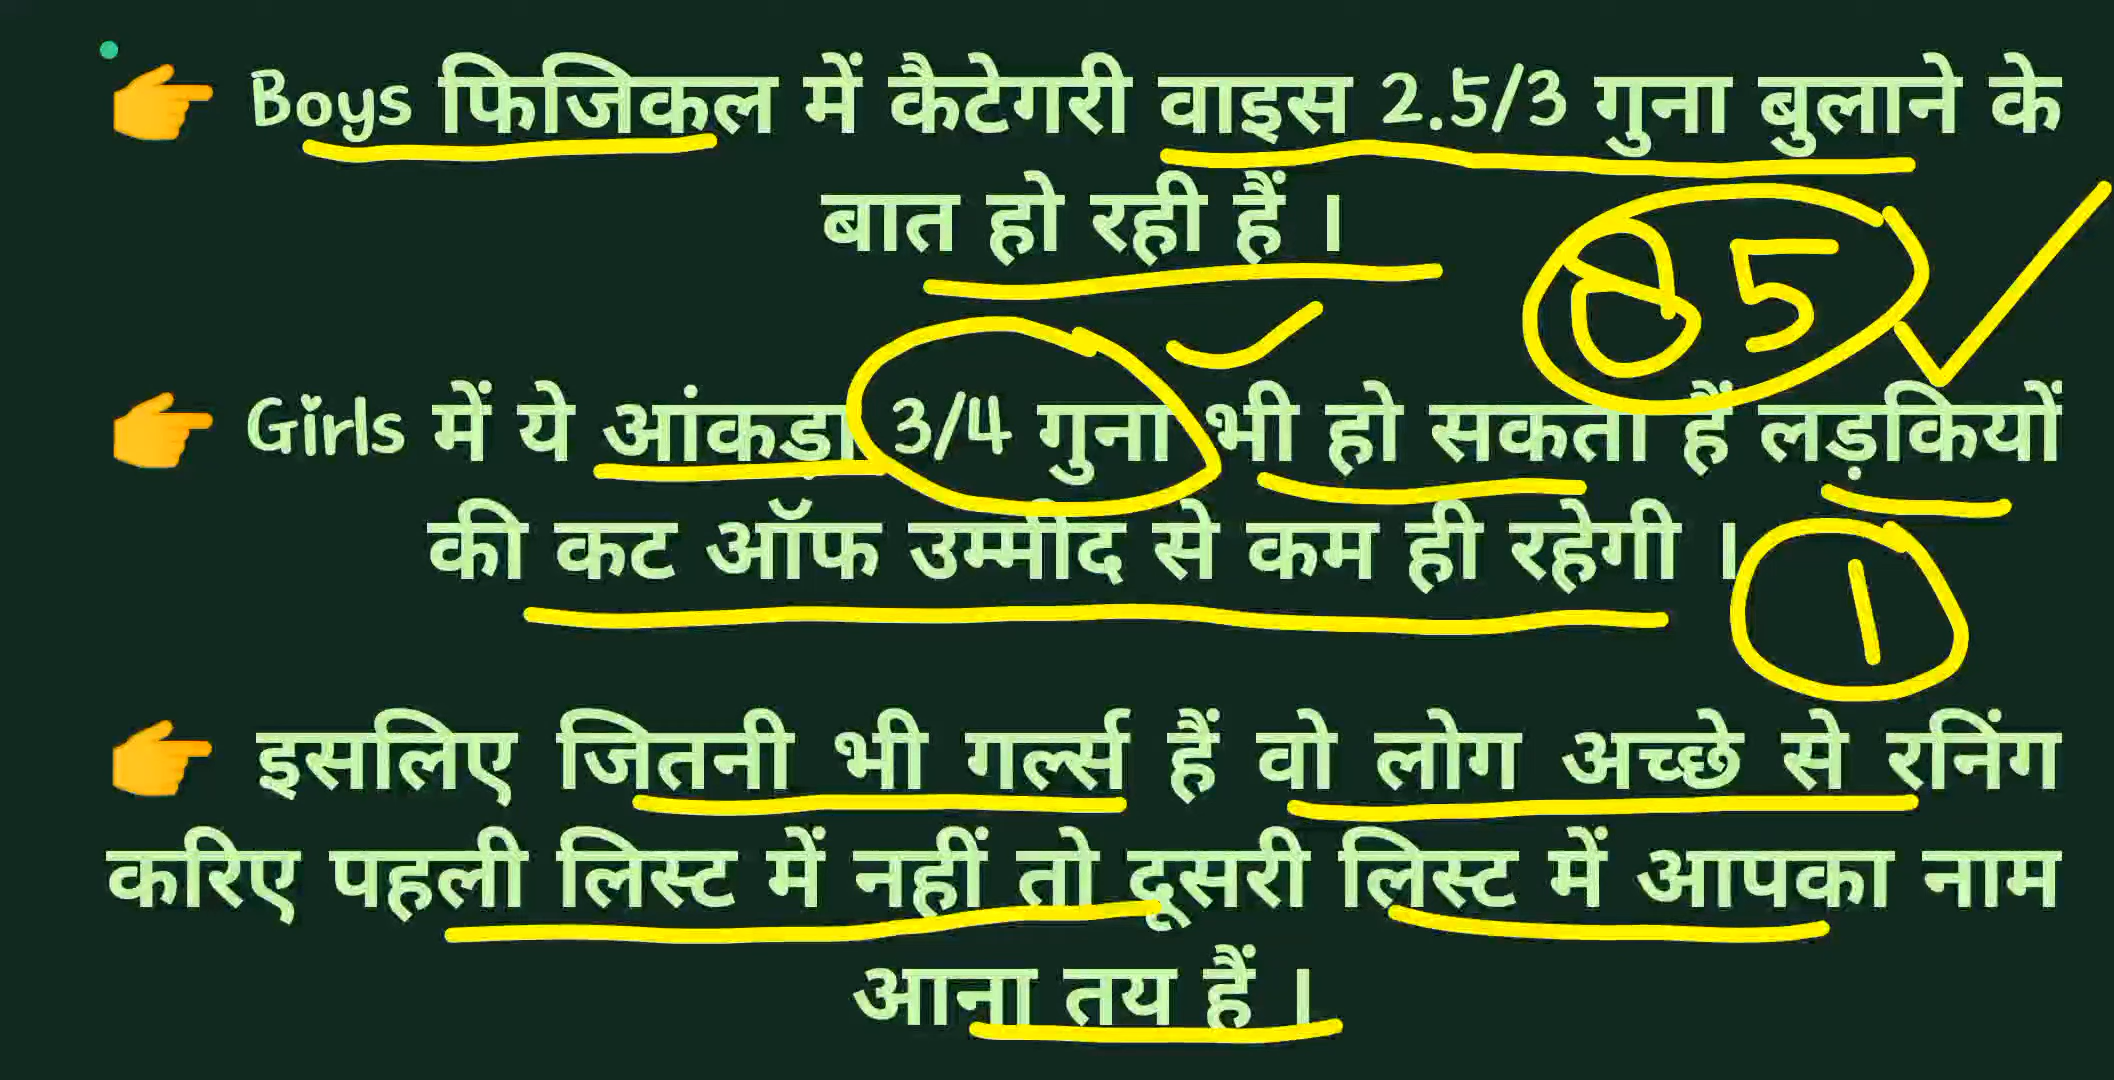 👉 Boys फिजिकल में कैटेगरी वाइस 2.5/3 गुना बुलाने के
बात हो रही हैं ।
5
👉 Girls में ये आंकड़ा 3/4 गुना भी हो सकता हैं लड़कियों
की कट ऑफ उम्मीद से कम ही रहेगी ।
1
👉 इसलिए जितनी भी गर्ल्स हैं वो लोग अच्छे से रनिंग
करिए पहली लिस्ट में नहीं तो दूसरी लिस्ट में आपका नाम
आना तय हैं ।